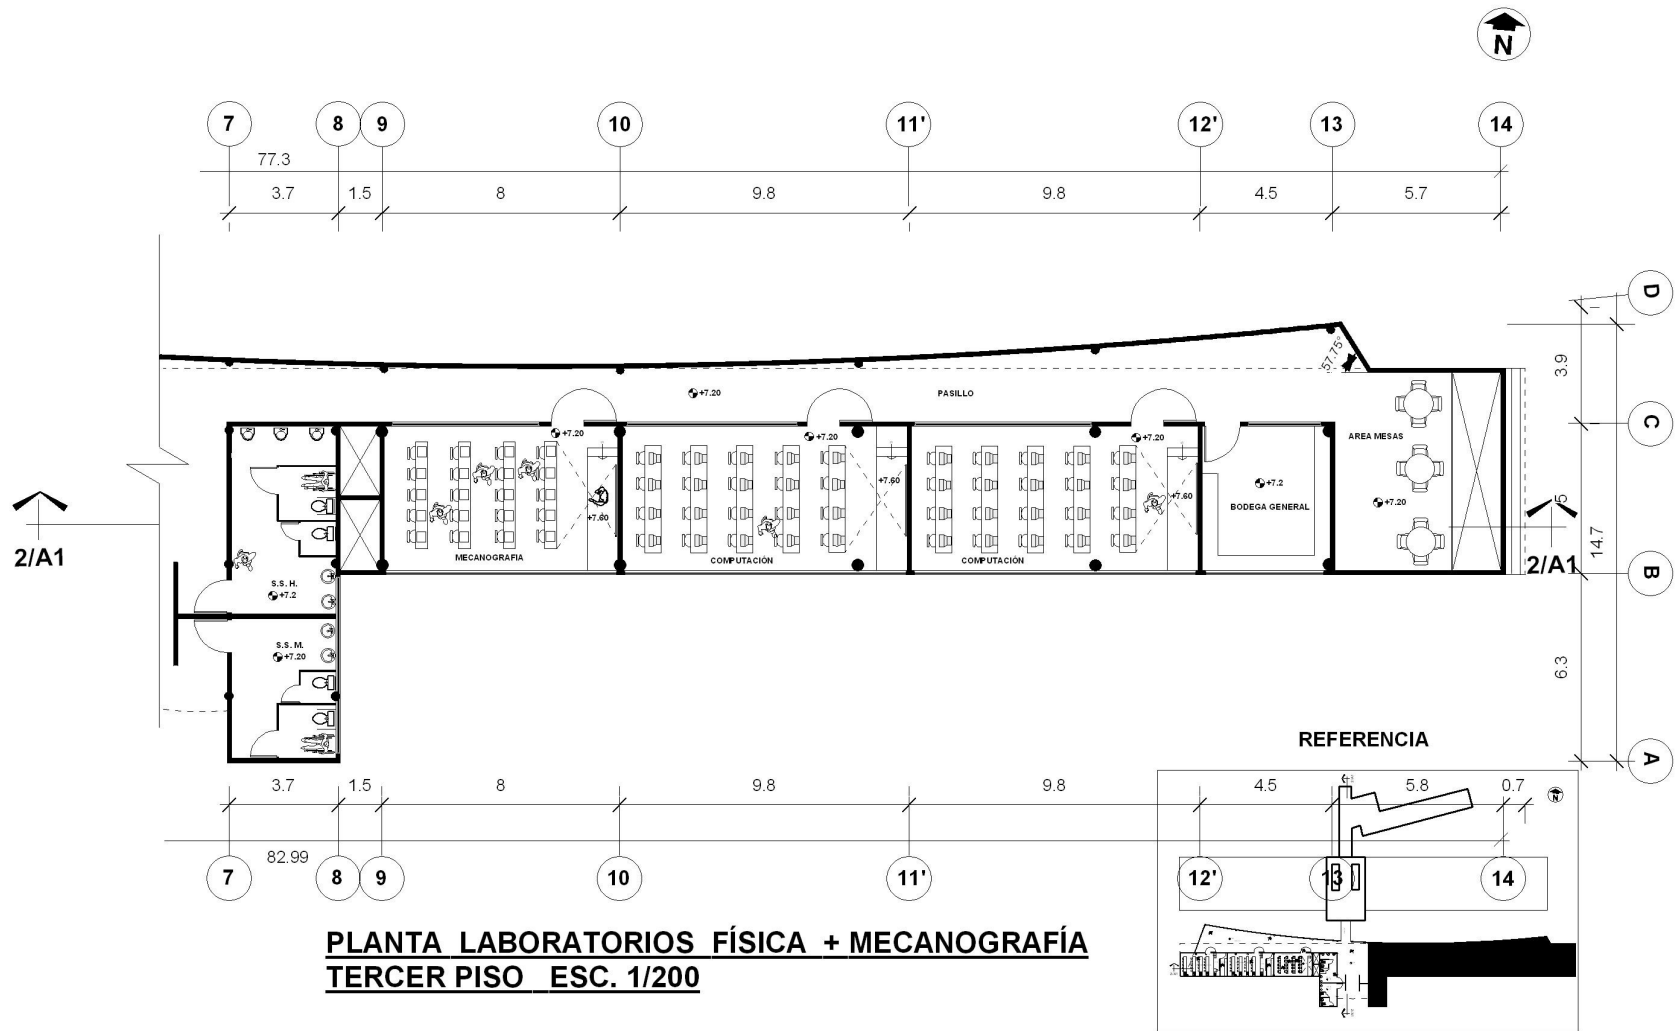 N
7 8 9 10 11' 12' 13 14
77.3
3.7 1.5 8 9.8 9.8 4.5 5.7
D
57.75°
3.9
+7.20
PASILLO
C
AREA MESAS
+7.20 +7.20 +7.20
+7.60 +7.60 +7.60
+7.2
BODEGA GENERAL
+7.20
5
14.7
2/A1
2/A1
MECANOGRAFIA
COMPUTACIÓN
COMPUTACIÓN
B
S.S. H.
+7.2
S.S. M.
+7.20
6.3
A
REFERENCIA
3.7 1.5 8 9.8 9.8 4.5 5.8 0.7
N
82.99
7 8 9 10 11' 12' 13 14
PLANTA LABORATORIOS FÍSICA + MECANOGRAFÍA
TERCER PISO ESC. 1/200